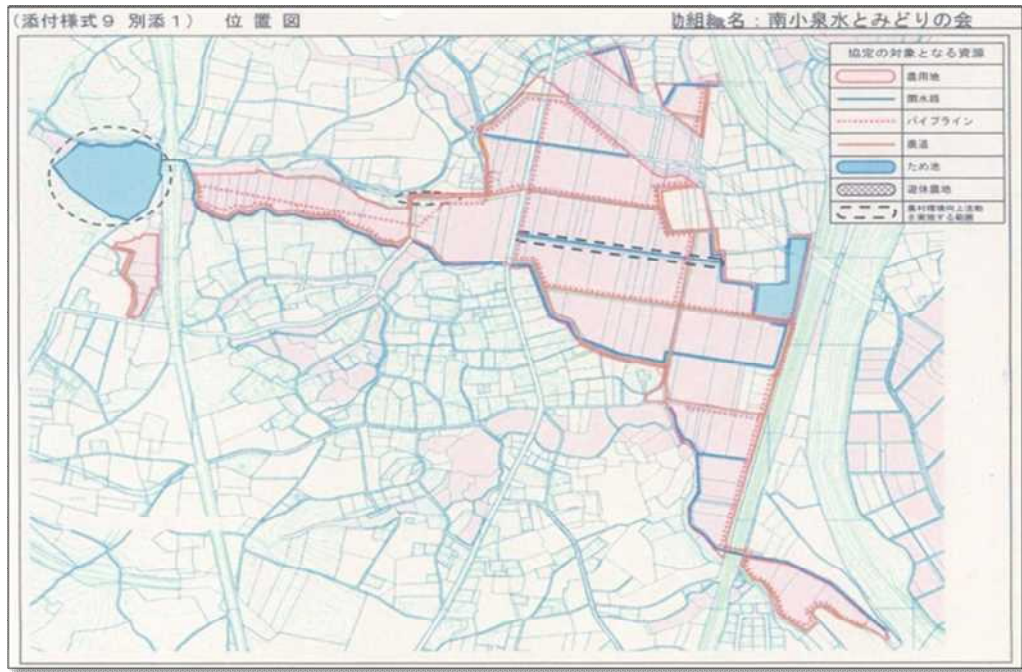 (添付様式9 別添1) 位置図
組織名:南小泉水とみどりの会
協定の対象となる資源
農用地
開水路
パイプライン
農道
ため池
遊休農地
農村環境向上活動
を実施する範囲